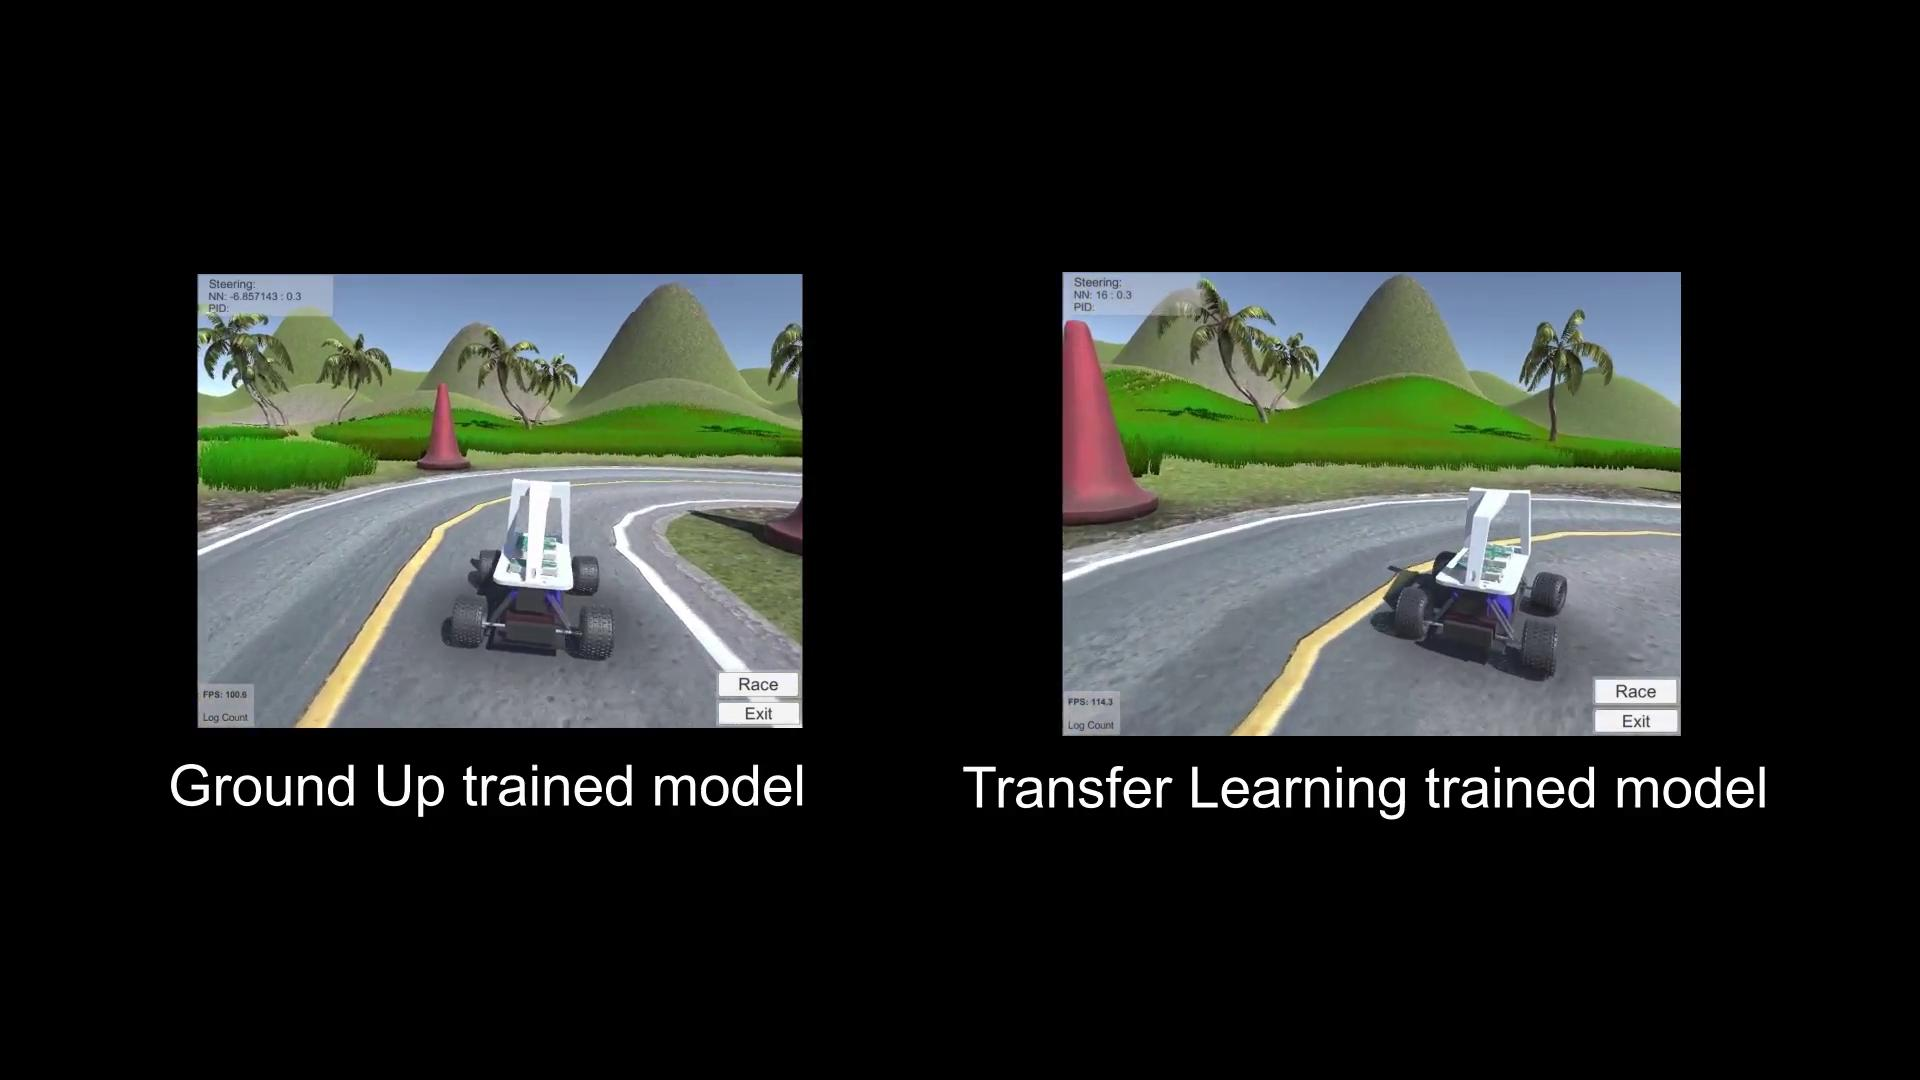 Steering:
NN: -6.857143 : 0.3
PID:
FPS: 100.6
Log Count
Race
Exit
Ground Up trained model
Steering:
NN: 16 : 0.3
PID:
FPS: 114.3
Log Count
Race
Exit
Transfer Learning trained model